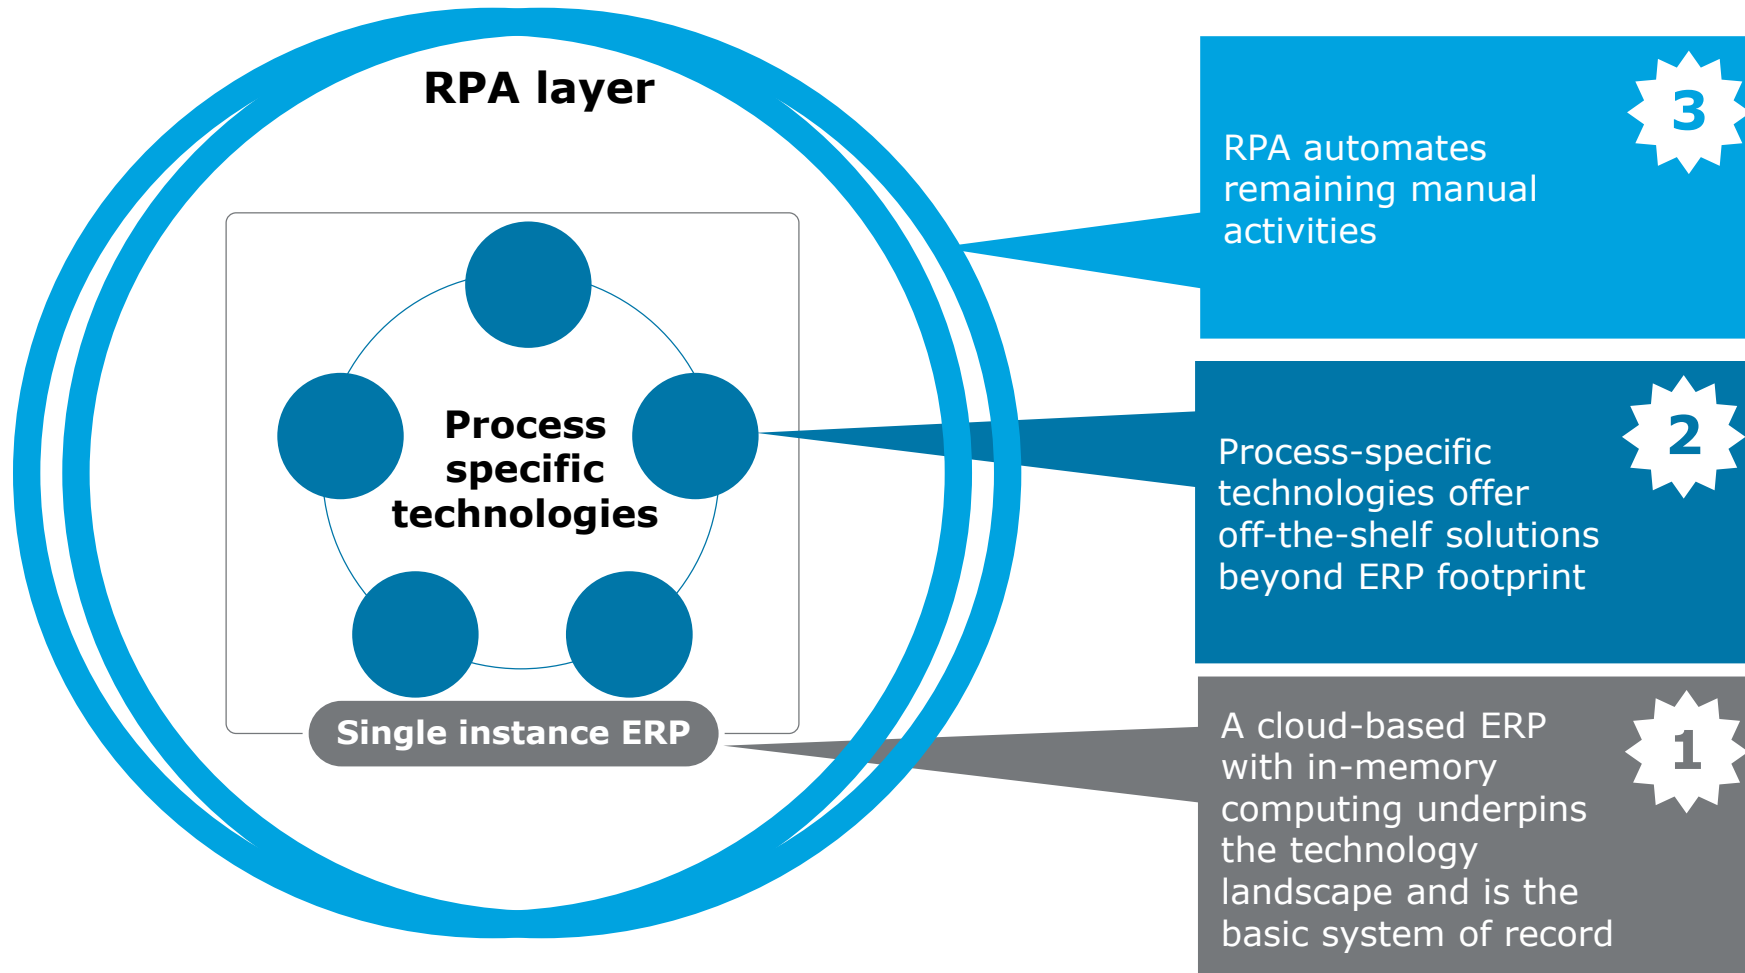 RPA layer
Process
specific
technologies
Single instance ERP
3
RPA automates
remaining manual
activities
2
Process-specific
technologies offer
off-the-shelf solutions
beyond ERP footprint
1
A cloud-based ERP
with in-memory
computing underpins
the technology
landscape and is the
basic system of record